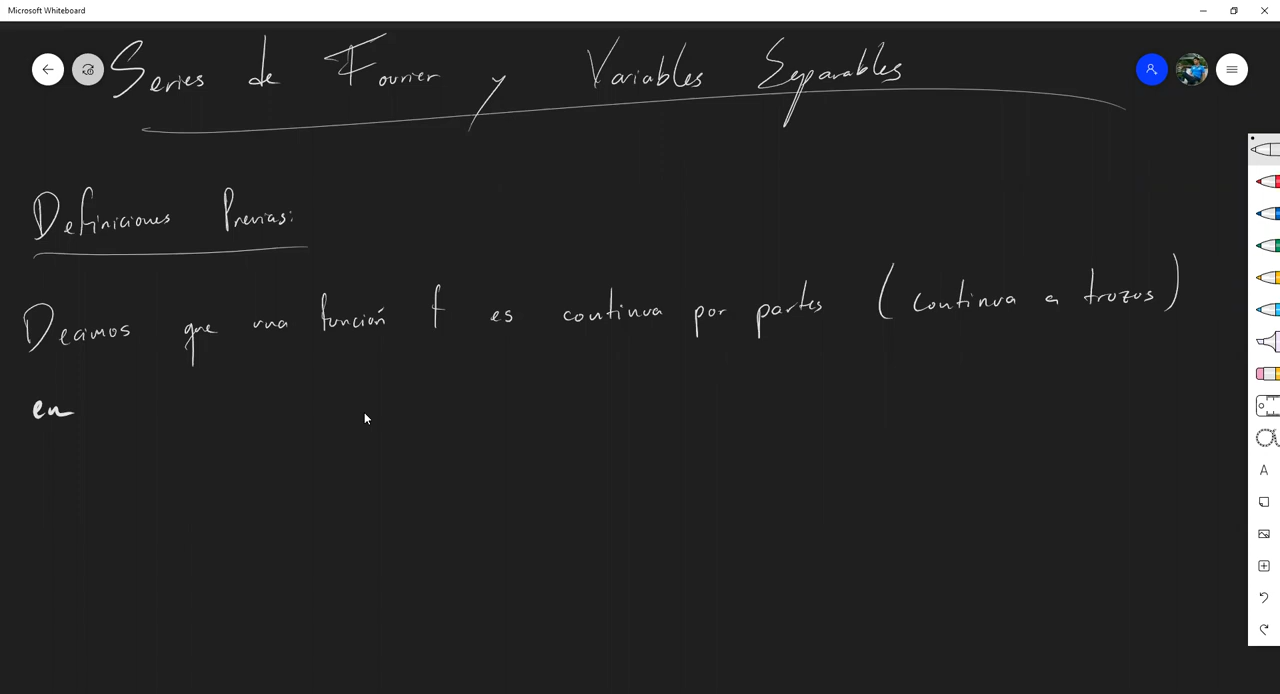 Microsoft Whiteboard
Series de Fourier y Variables Separables
Definiciones Previas:
Decimos que una función f es continua por partes (continua a trozos)
en
A